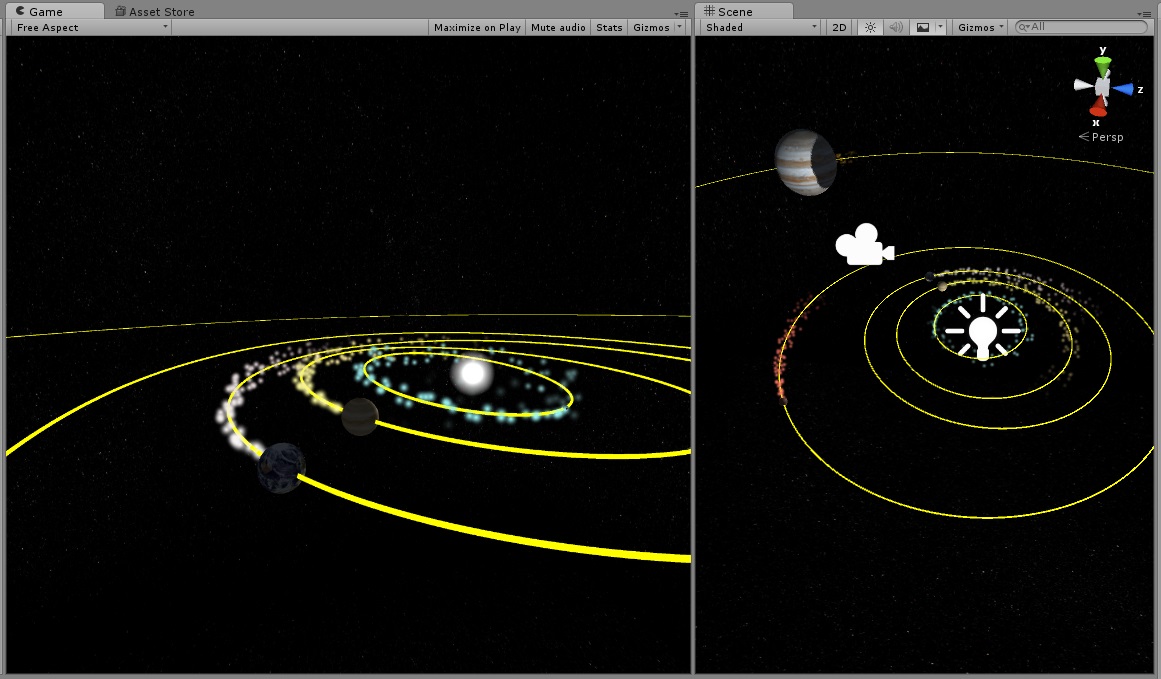 Game
Asset Store
Free Aspect
Maximize on Play
Mute audio
Stats
Gizmos
Scene
Shaded
2D
Gizmos
All
y
z
x
Persp